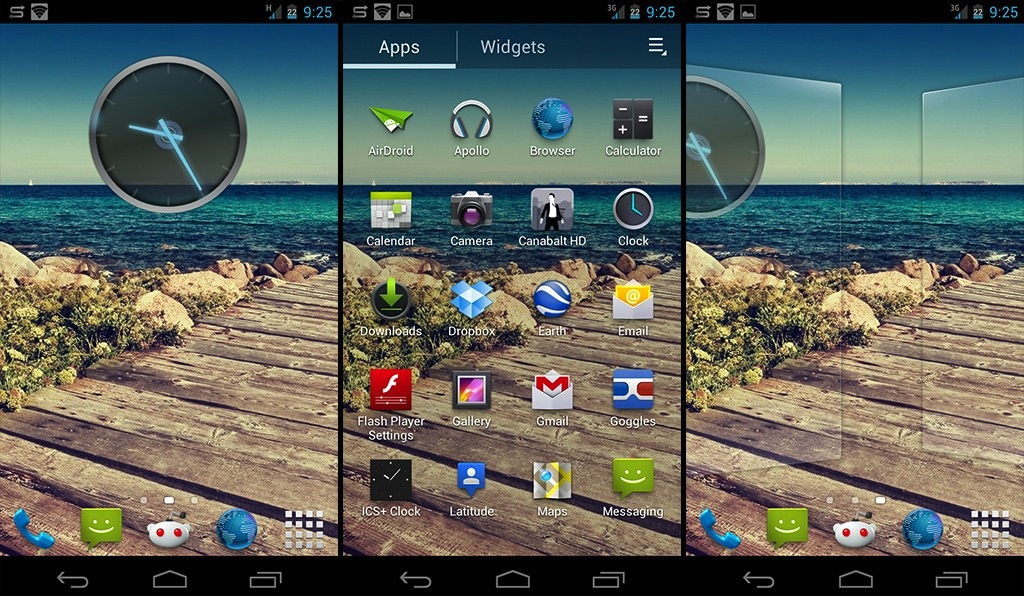 H 22 9:25
3G 22 9:25
Apps Widgets
AirDroid Apollo Browser Calculator
Calendar Camera Canabalt HD Clock
Downloads Dropbox Earth Email
Flash Player Settings Gallery Gmail Goggles
ICS+ Clock Latitude Maps Messaging
3G 22 9:25